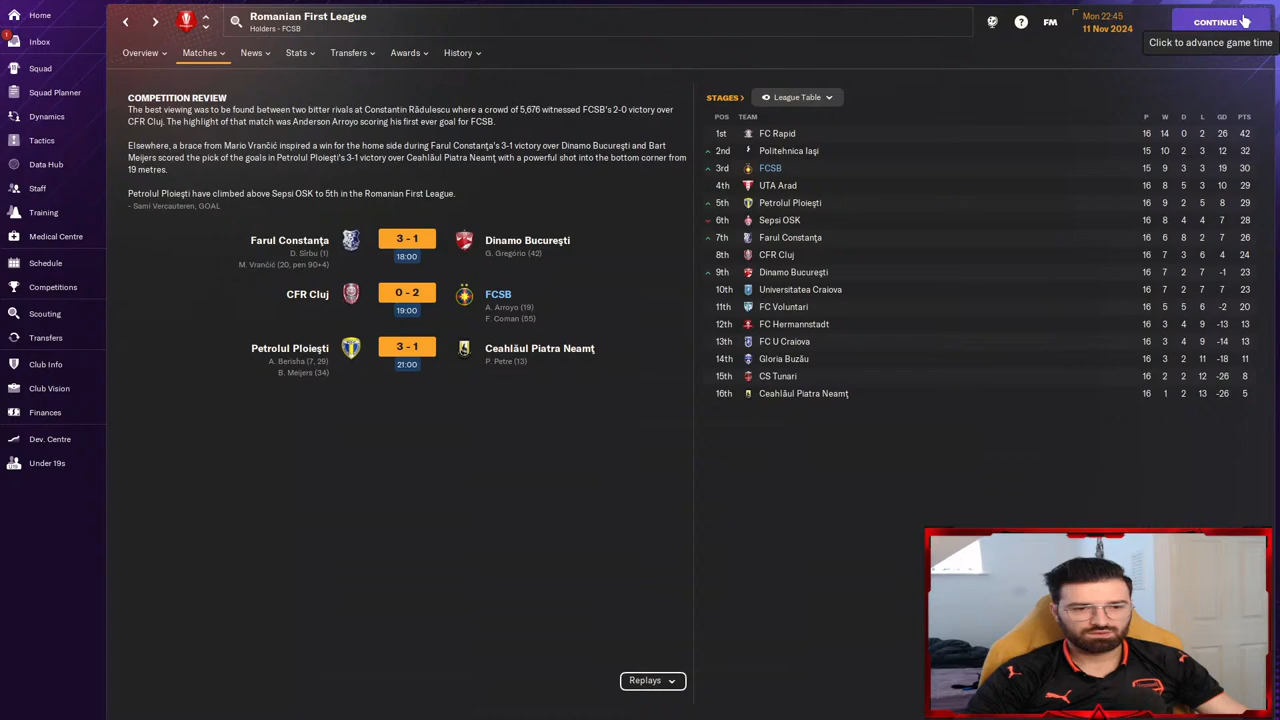 Home
Inbox
1
Squad
Squad Planner
Dynamics
Tactics
Data Hub
Staff
Training
Medical Centre
Schedule
Competitions
Scouting
Transfers
Club Info
Club Vision
Finances
Dev. Centre
Under 19s
Romanian First League
Holders - FCSB
? FM
Mon 22:45
11 Nov 2024
CONTINUE
Click to advance game time
Overview Matches News Stats Transfers Awards History
COMPETITION REVIEW
The best viewing was to be found between two bitter rivals at Constantin Rădulescu where a crowd of 5,676 witnessed FCSB's 2-0 victory over
CFR Cluj. The highlight of that match was Anderson Arroyo scoring his first ever goal for FCSB.
Elsewhere, a brace from Mario Vrančić inspired a win for the home side during Farul Constanţa's 3-1 victory over Dinamo Bucureşti and Bart
Meijers scored the pick of the goals in Petrolul Ploieşti's 3-1 victory over Ceahlăul Piatra Neamţ with a powerful shot into the bottom corner from
19 metres.
Petrolul Ploieşti have climbed above Sepsi OSK to 5th in the Romanian First League.
- Sami Vercauteren, GOAL
Farul Constanţa 3 - 1 Dinamo Bucureşti
D. Sîrbu (1) 18:00 G. Gregório (42)
M. Vrančić (20, pen 90+4)
CFR Cluj 0 - 2 FCSB
19:00 A. Arroyo (19)
F. Coman (55)
Petrolul Ploieşti 3 - 1 Ceahlăul Piatra Neamţ
A. Berisha (7, 29) 21:00 P. Petre (13)
B. Meijers (34)
Replays
STAGES League Table
POS TEAM P W D L GD PTS
1st FC Rapid 16 14 0 2 26 42
2nd Politehnica Iaşi 15 10 2 3 12 32
3rd FCSB 15 9 3 3 19 30
4th UTA Arad 16 8 5 3 10 29
5th Petrolul Ploieşti 16 9 2 5 8 29
6th Sepsi OSK 16 8 4 4 7 28
7th Farul Constanţa 16 6 8 2 7 26
8th CFR Cluj 16 7 3 6 4 24
9th Dinamo Bucureşti 16 7 2 7 -1 23
10th Universitatea Craiova 16 7 2 7 -2 23
11th FC Voluntari 16 5 5 6 -2 20
12th FC Hermannstadt 16 3 4 9 -13 13
13th FC U Craiova 16 3 4 9 -14 13
14th Gloria Buzău 16 3 2 11 -18 11
15th CS Tunari 16 2 2 12 -26 8
16th Ceahlăul Piatra Neamţ 16 1 2 13 -26 5